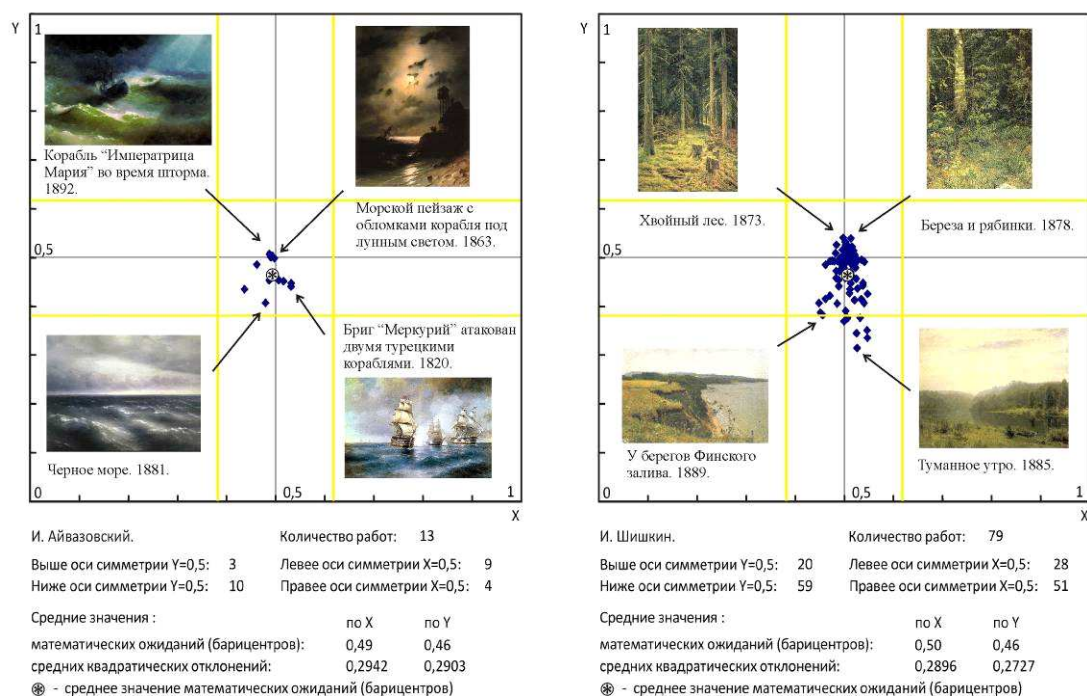 Y
1
Корабль “Императрица
Мария” во время шторма.
1892.
Морской пейзаж с
обломками корабля под
лунным светом. 1863.
0,5
Бриг “Меркурий” атакован
двумя турецкими
кораблями. 1820.
Черное море. 1881.
0
0,5
1
X
И. Айвазовский.
Количество работ: 13
Выше оси симметрии Y=0,5: 3
Левее оси симметрии X=0,5: 9
Ниже оси симметрии Y=0,5: 10
Правее оси симметрии X=0,5: 4
Средние значения :
по X
по Y
математических ожиданий (барицентров): 0,49 0,46
средних квадратических отклонений: 0,2942 0,2903
- среднее значение математических ожиданий (барицентров)
Y
1
Хвойный лес. 1873.
Береза и рябинки. 1878.
0,5
У берегов Финского
залива. 1889.
Туманное утро. 1885.
0
0,5
1
X
И. Шишкин.
Количество работ: 79
Выше оси симметрии Y=0,5: 20
Левее оси симметрии X=0,5: 28
Ниже оси симметрии Y=0,5: 59
Правее оси симметрии X=0,5: 51
Средние значения :
по X
по Y
математических ожиданий (барицентров): 0,50 0,46
средних квадратических отклонений: 0,2896 0,2727
- среднее значение математических ожиданий (барицентров)